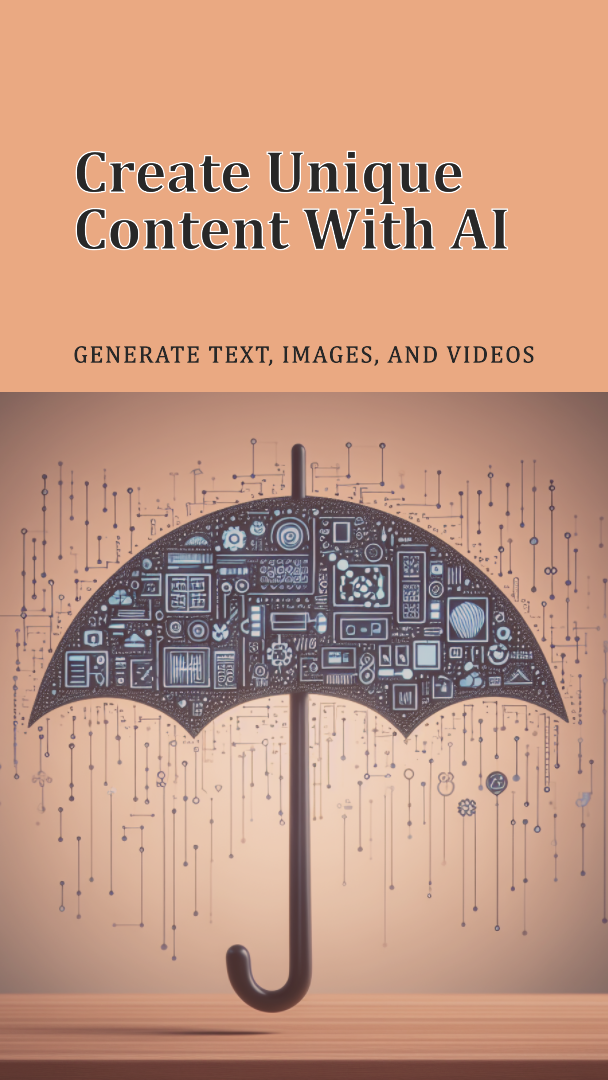 Create Unique
Content With AI
GENERATE TEXT, IMAGES, AND VIDEOS